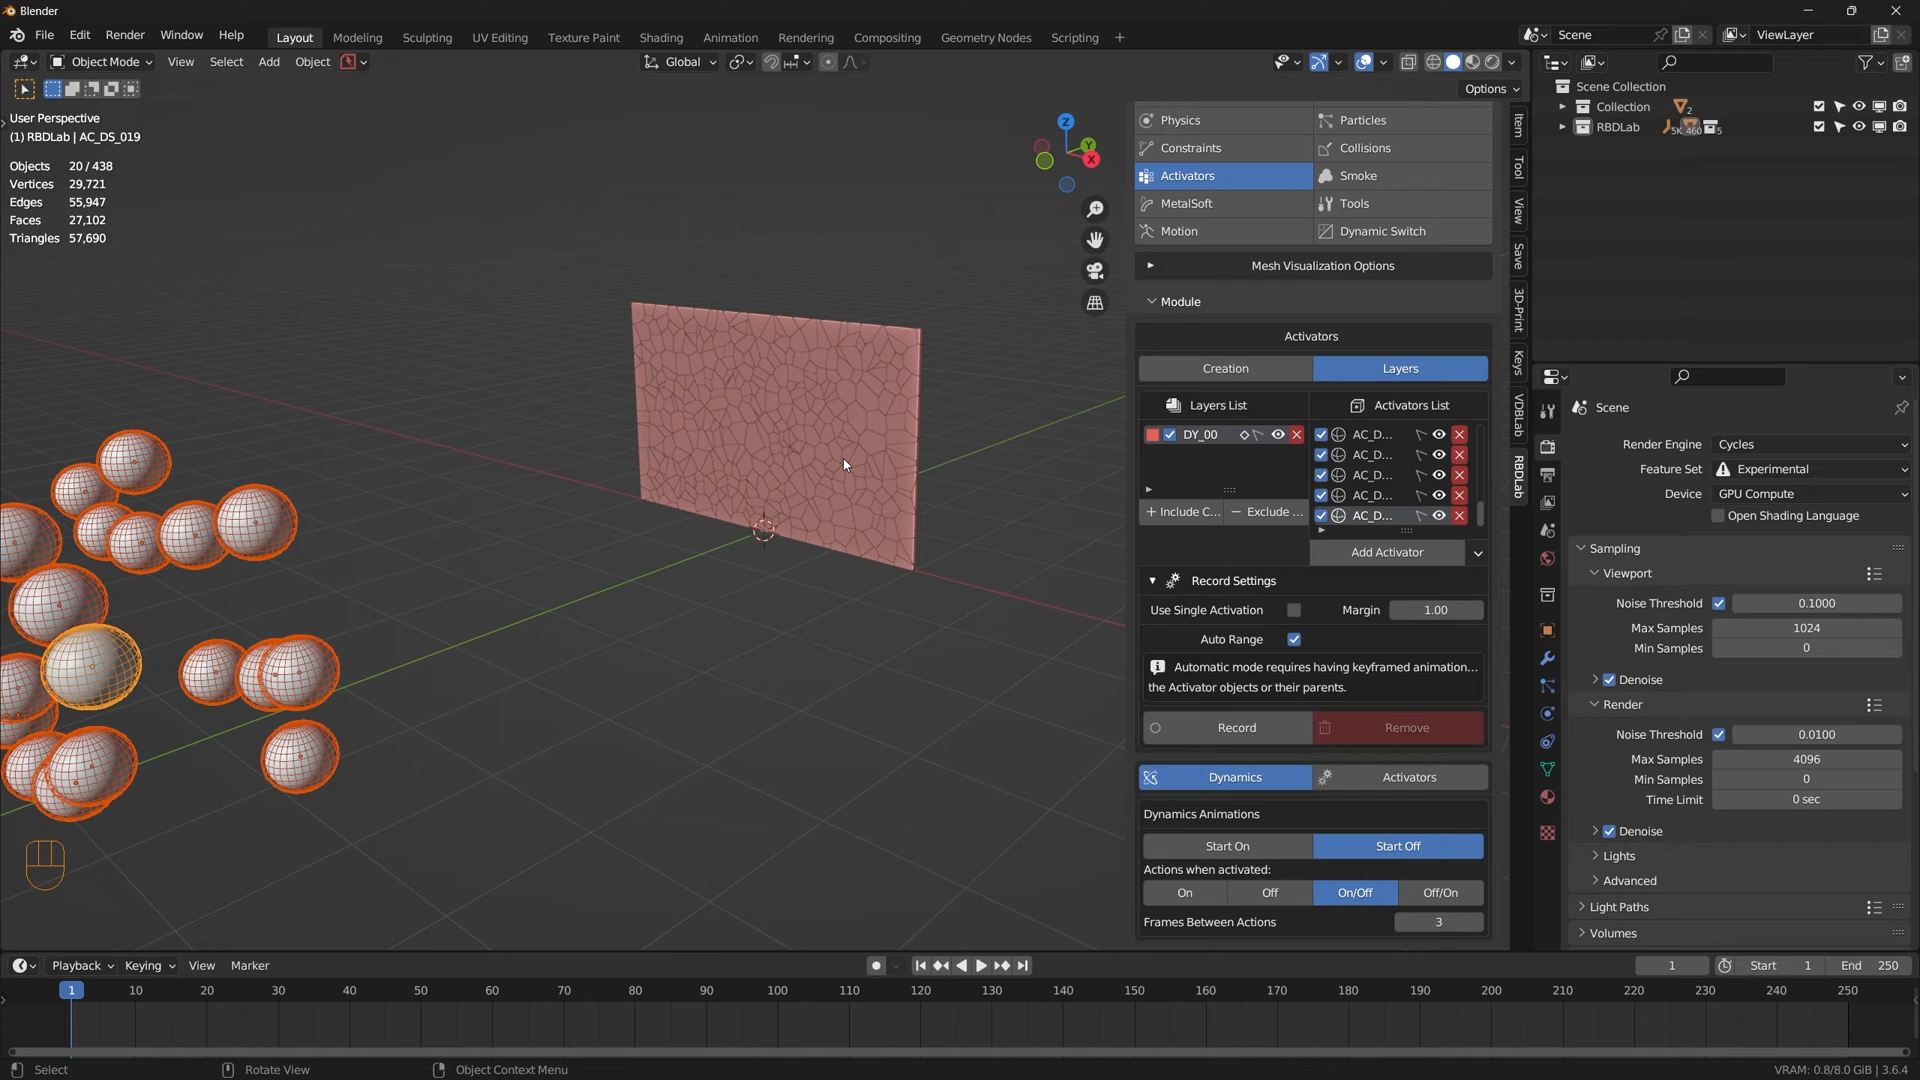 Blender
File Edit Render Window Help Layout Modeling Sculpting UV Editing Texture Paint Shading Animation Rendering Compositing Geometry Nodes Scripting + Scene ViewLayer
Object Mode View Select Add Object Global
Options
User Perspective
(1) RBDLab | AC_DS_019
Objects 20 / 438
Vertices 29,721
Edges 55,947
Faces 27,102
Triangles 57,690
Z
Y
X
Physics Particles
Constraints Collisions
Activators Smoke
MetalSoft Tools
Motion Dynamic Switch
Mesh Visualization Options
Module
Activators
Creation Layers
Layers List Activators List
DY_00 AC_D...
AC_D...
AC_D...
AC_D...
+ Include C... − Exclude ... AC_D...
Add Activator
Record Settings
Use Single Activation Margin 1.00
Auto Range
Automatic mode requires having keyframed animation...
the Activator objects or their parents.
Record Remove
Dynamics Activators
Dynamics Animations
Start On Start Off
Actions when activated:
On Off On/Off Off/On
Frames Between Actions 3
Item
Tool
View
Save
3D-Print
Keys
VDBLab
RBDLab
Scene Collection
Collection 2
RBDLab 5K 460 5
Scene
Render Engine Cycles
Feature Set Experimental
Device GPU Compute
Open Shading Language
Sampling
Viewport
Noise Threshold 0.1000
Max Samples 1024
Min Samples 0
Denoise
Render
Noise Threshold 0.0100
Max Samples 4096
Min Samples 0
Time Limit 0 sec
Denoise
Lights
Advanced
Light Paths
Volumes
Playback Keying View Marker 1 Start 1 End 250
1 10 20 30 40 50 60 70 80 90 100 110 120 130 140 150 160 170 180 190 200 210 220 230 240 250
Select Rotate View Object Context Menu VRAM: 0.8/8.0 GiB | 3.6.4